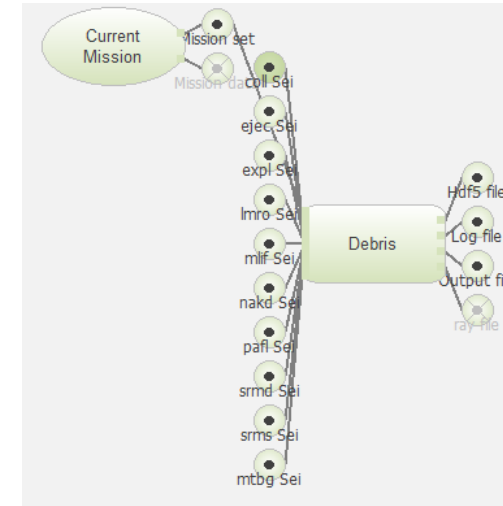 Current
Mission
Mission set
Mission da
coll Sei
ejec Sei
expl Sei
lmro Sei
mlif Sei
nakd Sei
pafl Sei
srmd Sei
srms Sei
mtbg Sei
Debris
Hdf5 file
Log file
Output fi
ray file